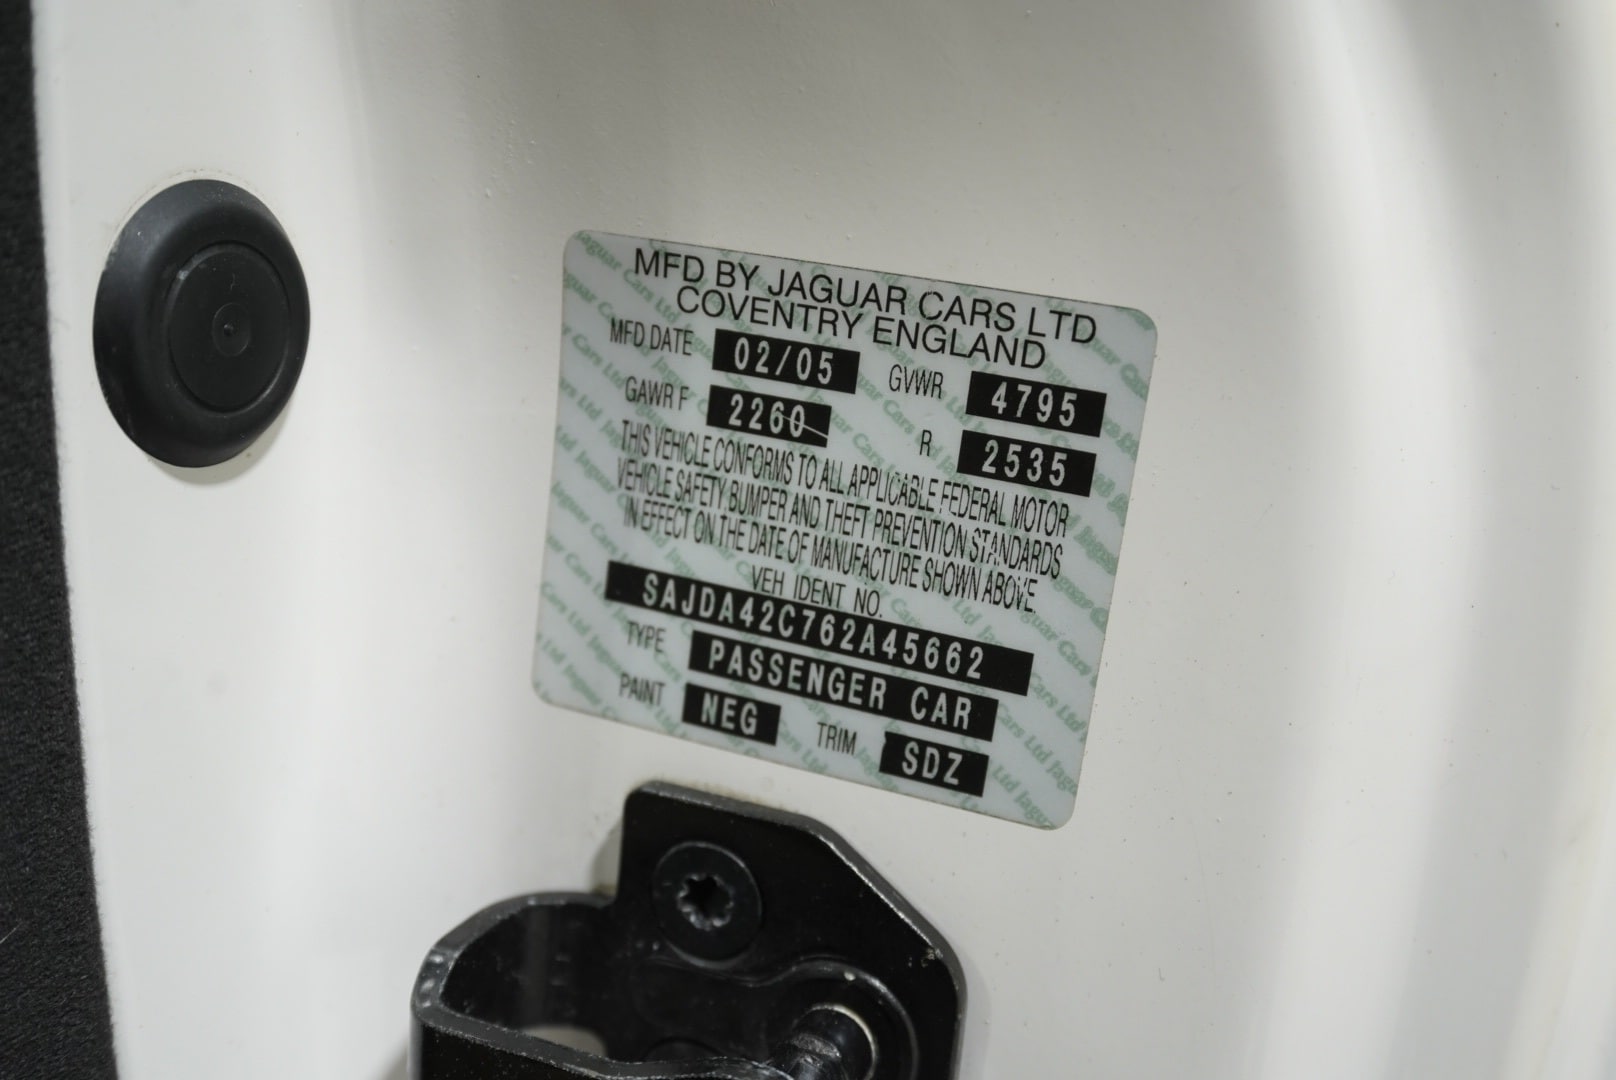 MFD BY JAGUAR CARS LTD
COVENTRY ENGLAND
MFD DATE 02/05 GVWR 4795
GAWR F 2260 R 2535
THIS VEHICLE CONFORMS TO ALL APPLICABLE FEDERAL MOTOR
VEHICLE SAFETY BUMPER AND THEFT PREVENTION STANDARDS
IN EFFECT ON THE DATE OF MANUFACTURE SHOWN ABOVE.
VEH IDENT NO.
SAJDA42C762A45662
TYPE PASSENGER CAR
PAINT NEG TRIM SDZ